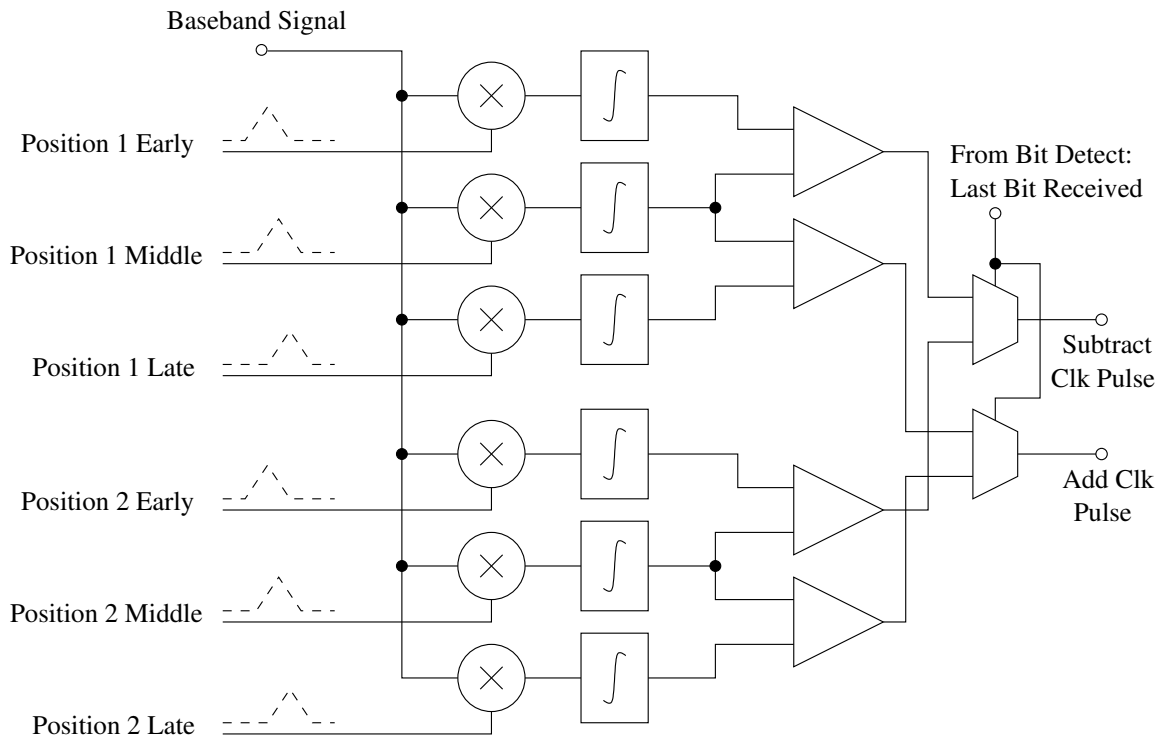 Baseband Signal
Position 1 Early
From Bit Detect:
Last Bit Received
Position 1 Middle
Position 1 Late
Subtract
Clk Pulse
Position 2 Early
Add Clk
Pulse
Position 2 Middle
Position 2 Late